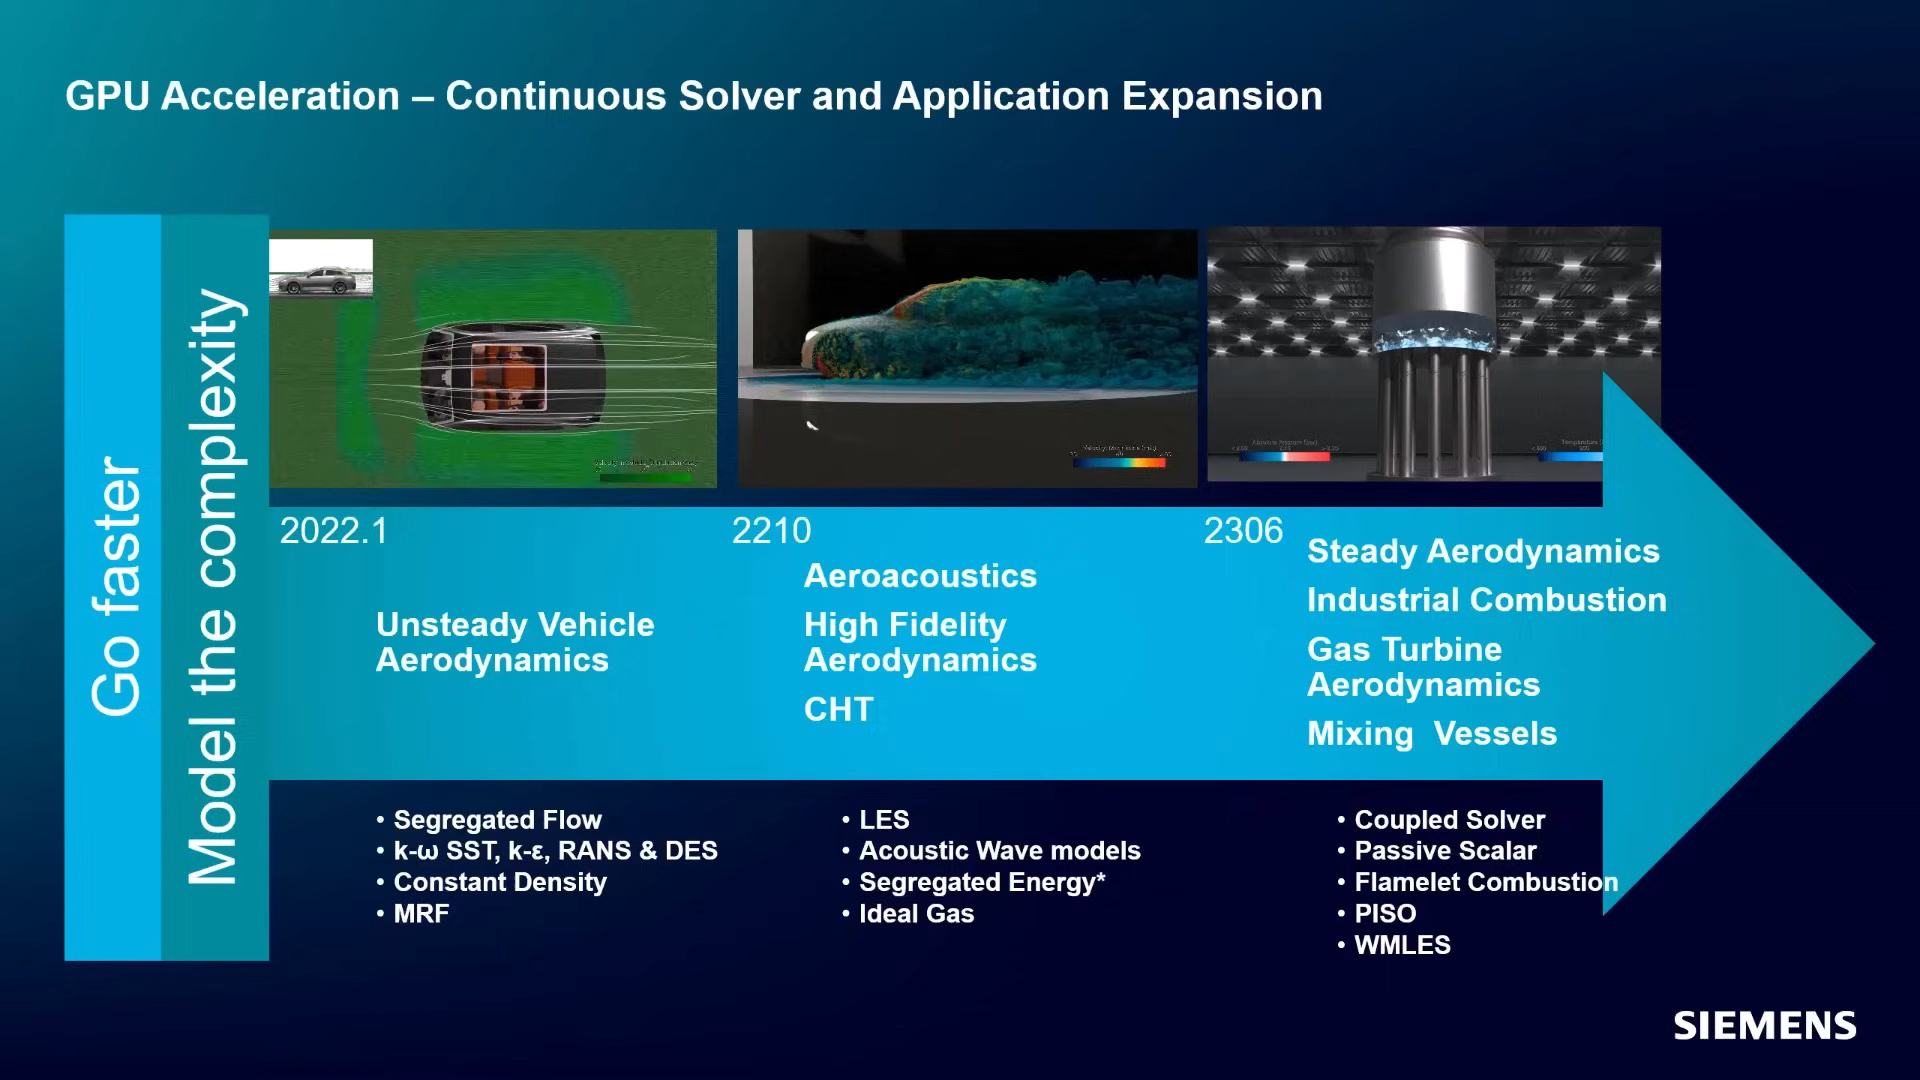 GPU Acceleration – Continuous Solver and Application Expansion
Go faster
Model the complexity
2022.1
Unsteady Vehicle
Aerodynamics
• Segregated Flow
• k-ω SST, k-ε, RANS & DES
• Constant Density
• MRF
2210
Aeroacoustics
High Fidelity
Aerodynamics
CHT
• LES
• Acoustic Wave models
• Segregated Energy*
• Ideal Gas
2306
Steady Aerodynamics
Industrial Combustion
Gas Turbine
Aerodynamics
Mixing Vessels
• Coupled Solver
• Passive Scalar
• Flamelet Combustion
• PISO
• WMLES
SIEMENS